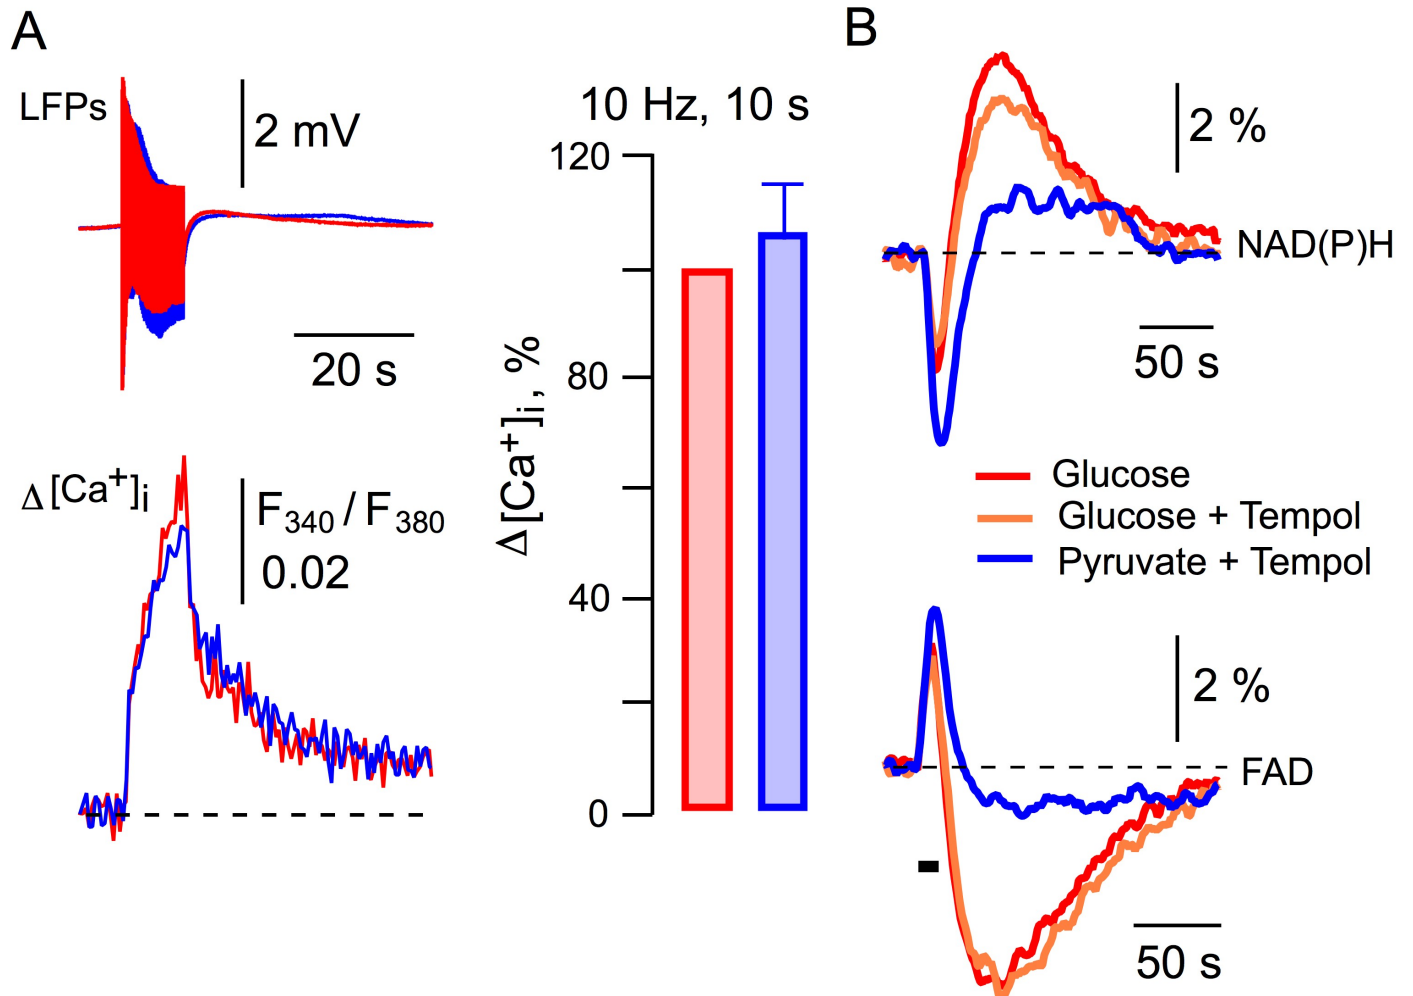 A
LFPs
2 mV
20 s
Δ[Ca⁺]i
F₃₄₀ / F₃₈₀
0.02
10 Hz, 10 s
120
80
40
0
Δ[Ca⁺]i, %
B
2 %
NAD(P)H
50 s
Glucose
Glucose + Tempol
Pyruvate + Tempol
2 %
FAD
50 s